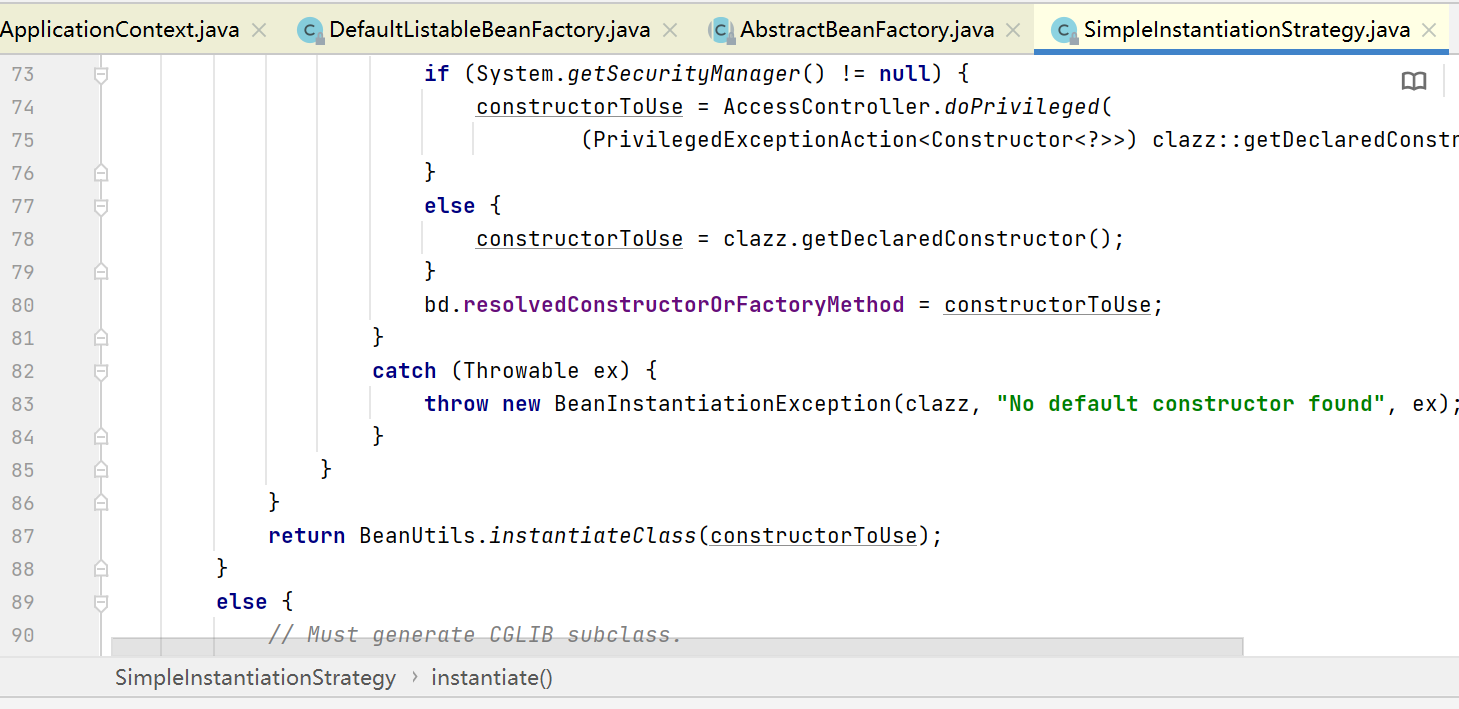 ApplicationContext.java DefaultListableBeanFactory.java AbstractBeanFactory.java SimpleInstantiationStrategy.java
73 if (System.getSecurityManager() != null) {
74 constructorToUse = AccessController.doPrivileged(
75 (PrivilegedExceptionAction<Constructor<?>>) clazz::getDeclaredConstr
76 }
77 else {
78 constructorToUse = clazz.getDeclaredConstructor();
79 }
80 bd.resolvedConstructorOrFactoryMethod = constructorToUse;
81 }
82 catch (Throwable ex) {
83 throw new BeanInstantiationException(clazz, "No default constructor found", ex);
84 }
85 }
86 }
87 return BeanUtils.instantiateClass(constructorToUse);
88 }
89 else {
90 // Must generate CGLIB subclass.
SimpleInstantiationStrategy › instantiate()